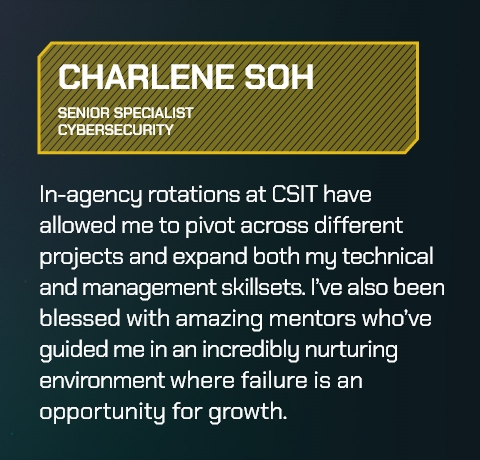 CHARLENE SOH
SENIOR SPECIALIST
CYBERSECURITY
In-agency rotations at CSIT have
allowed me to pivot across different
projects and expand both my technical
and management skillsets. I've also been
blessed with amazing mentors who've
guided me in an incredibly nurturing
environment where failure is an
opportunity for growth.